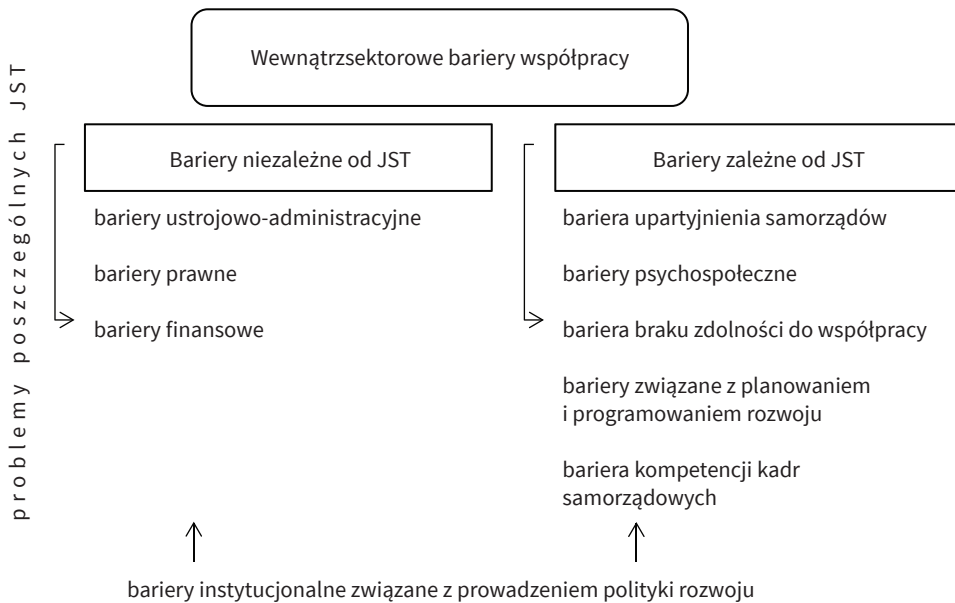 problemy poszczególnych JST
Wewnątrzsektorowe bariery współpracy
Bariery niezależne od JST
bariery ustrojowo-administracyjne
bariery prawne
bariery finansowe
Bariery zależne od JST
bariera upartyjnienia samorządów
bariery psychospołeczne
bariera braku zdolności do współpracy
bariery związane z planowaniem
i programowaniem rozwoju
bariera kompetencji kadr
samorządowych
bariery instytucjonalne związane z prowadzeniem polityki rozwoju